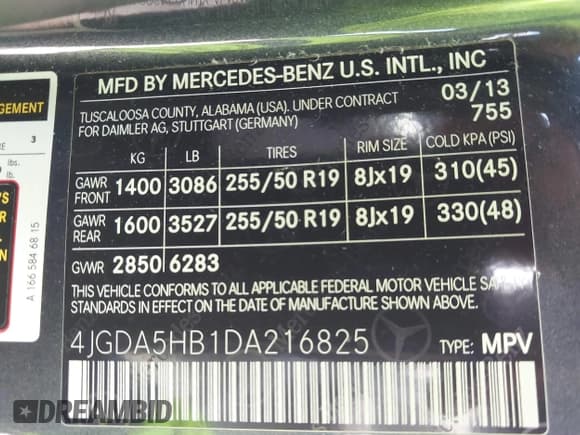 MFD BY MERCEDES-BENZ U.S. INTL., INC
TUSCALOOSA COUNTY, ALABAMA (USA). UNDER CONTRACT
FOR DAIMLER AG, STUTTGART (GERMANY)
03/13
755
KG LB TIRES RIM SIZE COLD KPA (PSI)
GAWR FRONT 1400 3086 255/50 R19 8Jx19 310(45)
GAWR REAR 1600 3527 255/50 R19 8Jx19 330(48)
GVWR 2850 6283
THIS VEHICLE CONFORMS TO ALL APPLICABLE FEDERAL MOTOR VEHICLE SAFETY
STANDARDS IN EFFECT ON THE DATE OF MANUFACTURE SHOWN ABOVE.
4JGDA5HB1DA216825 TYPE: MPV
3
lbs.
lb.
A 166 584 68 15
DREAMBID